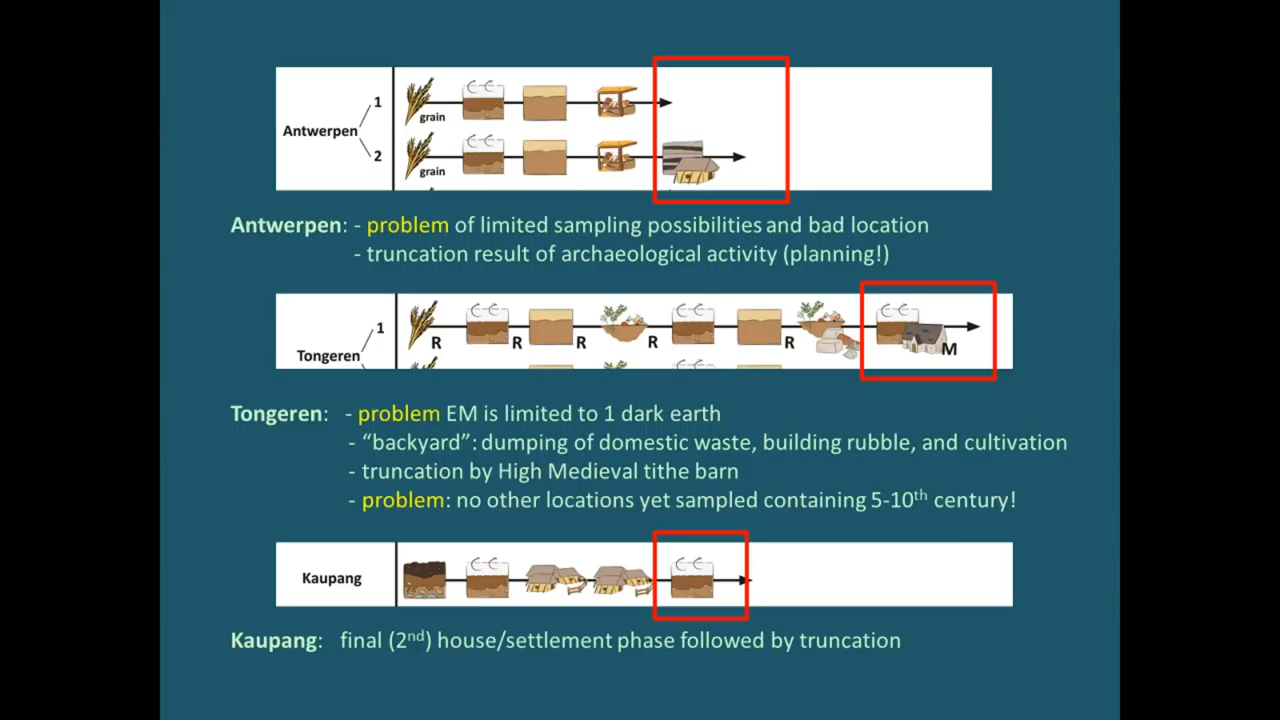 1
grain
Antwerpen
2
grain
Antwerpen: - problem of limited sampling possibilities and bad location
- truncation result of archaeological activity (planning!)
1
R R R R R M
Tongeren
Tongeren: - problem EM is limited to 1 dark earth
- “backyard”: dumping of domestic waste, building rubble, and cultivation
- truncation by High Medieval tithe barn
- problem: no other locations yet sampled containing 5-10th century!
Kaupang
Kaupang: final (2nd) house/settlement phase followed by truncation